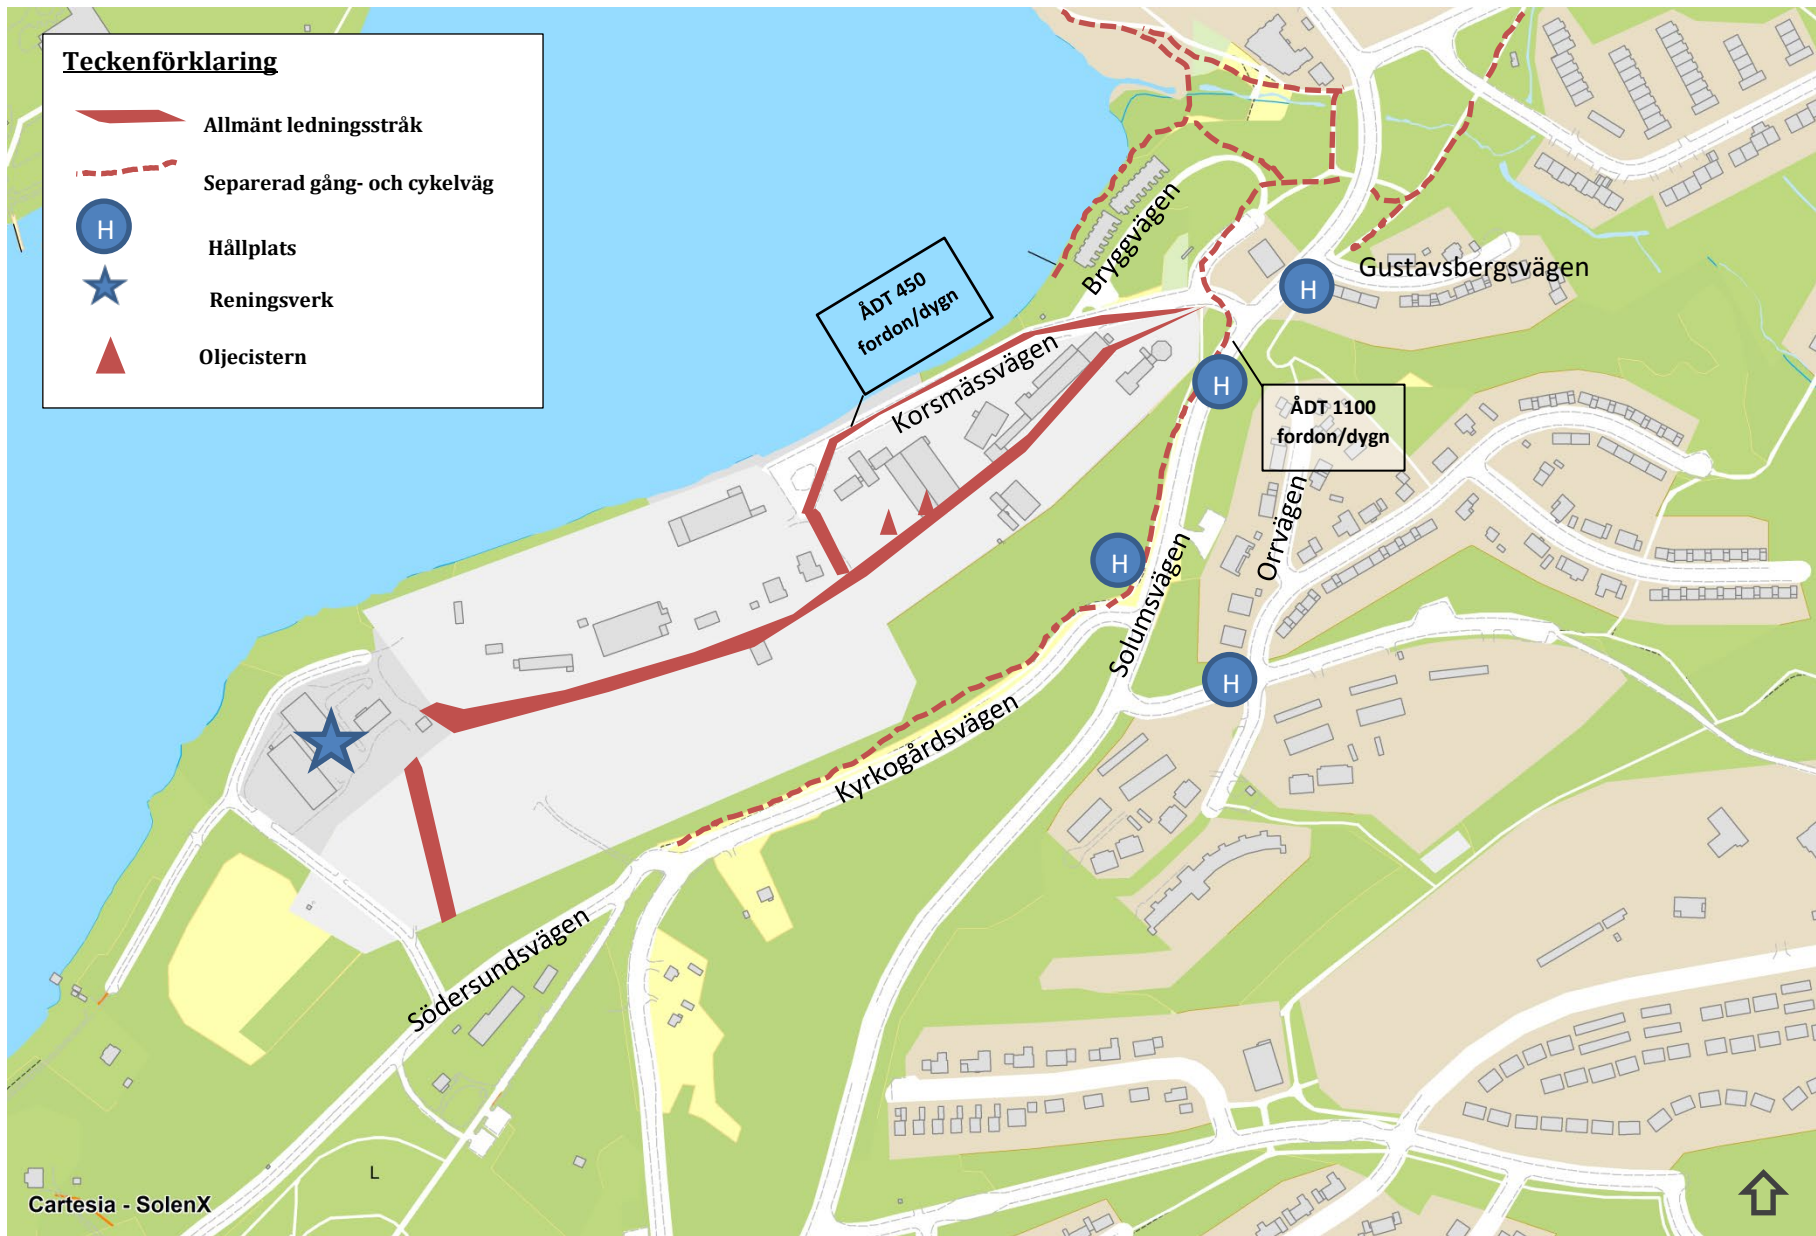 Teckenförklaring
Allmänt ledningsstråk
Separerad gång- och cykelväg
H
Hållplats
Reningsverk
Oljecistern
ÅDT 450
fordon/dygn
Bryggvägen
Gustavsbergsvägen
H
Korsmässvägen
H
ÅDT 1100
fordon/dygn
Orrvägen
H
Solumsvägen
H
Kyrkogårdsvägen
Södersundsvägen
L
Cartesia - SolenX